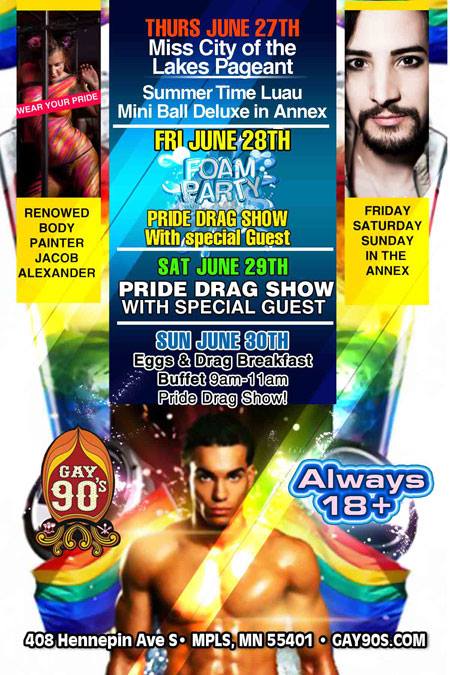 THURS JUNE 27TH
Miss City of the
Lakes Pageant
Summer Time Luau
Mini Ball Deluxe in Annex
FRI JUNE 28TH
FOAM
PARTY
PRIDE DRAG SHOW
With special Guest
SAT JUNE 29TH
PRIDE DRAG SHOW
WITH SPECIAL GUEST
SUN JUNE 30TH
Eggs & Drag Breakfast
Buffet 9am-11am
Pride Drag Show!
WEAR YOUR PRIDE
RENOWED
BODY
PAINTER
JACOB
ALEXANDER
FRIDAY
SATURDAY
SUNDAY
IN THE
ANNEX
GAY
90's
Always
18+
408 Hennepin Ave S • MPLS, MN 55401 • GAY90S.COM